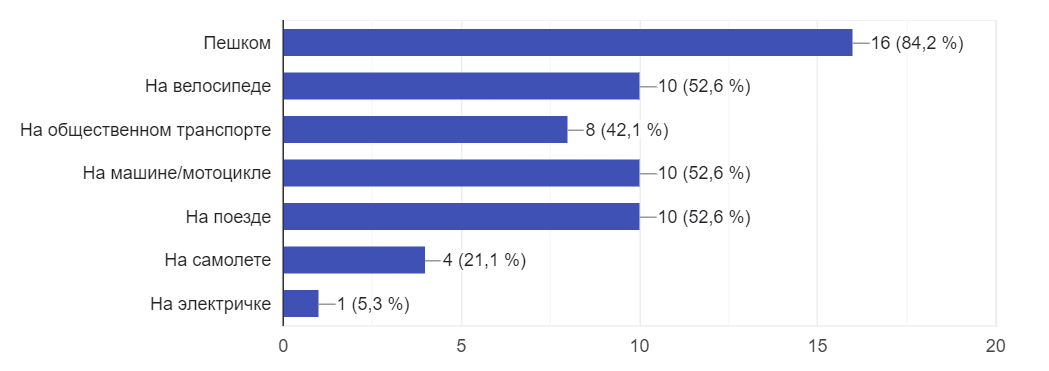 Пешком 16 (84,2 %)
На велосипеде 10 (52,6 %)
На общественном транспорте 8 (42,1 %)
На машине/мотоцикле 10 (52,6 %)
На поезде 10 (52,6 %)
На самолете 4 (21,1 %)
На электричке 1 (5,3 %)
0 5 10 15 20